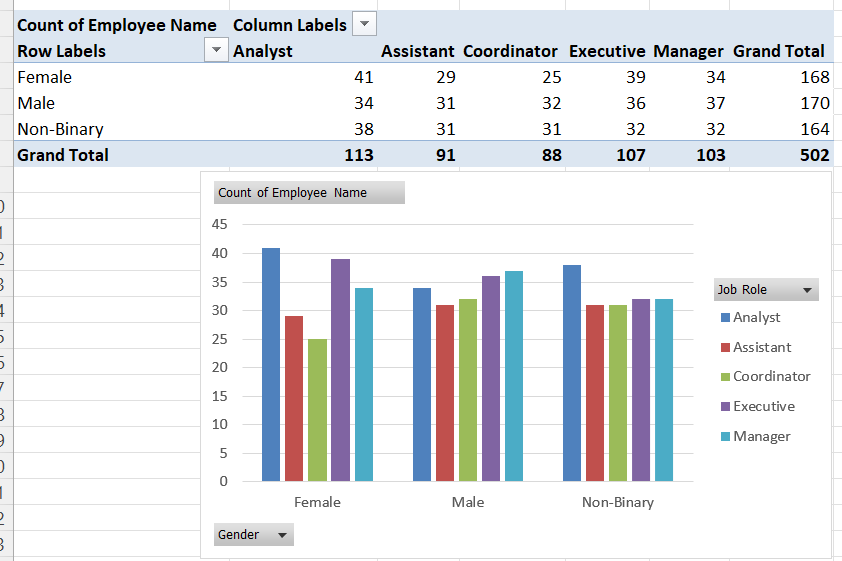 Count of Employee Name Column Labels
Row Labels Analyst Assistant Coordinator Executive Manager Grand Total
Female 41 29 25 39 34 168
Male 34 31 32 36 37 170
Non-Binary 38 31 31 32 32 164
Grand Total 113 91 88 107 103 502
Count of Employee Name
45
40
35
30
25
20
15
10
5
0
Female Male Non-Binary
Job Role
Analyst
Assistant
Coordinator
Executive
Manager
Gender